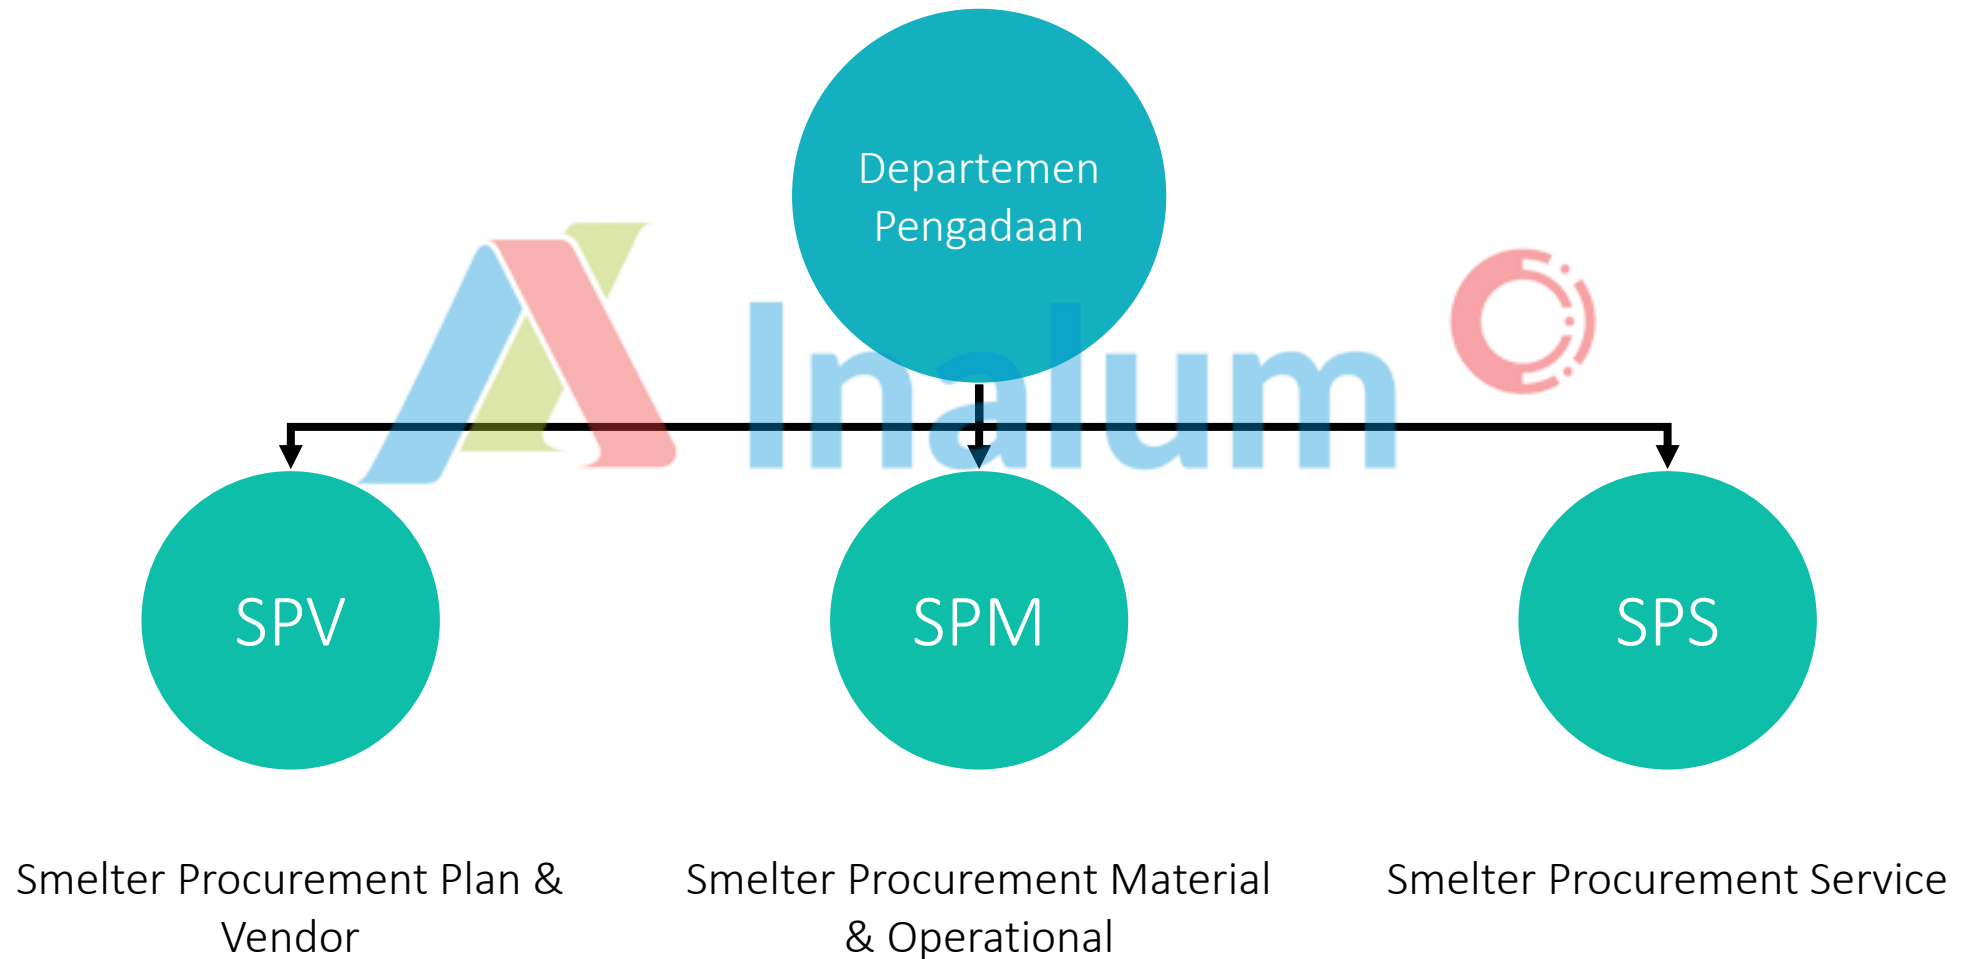 Departemen
Pengadaan
Inalum
SPV
SPM
SPS
Smelter Procurement Plan &
Vendor
Smelter Procurement Material
& Operational
Smelter Procurement Service